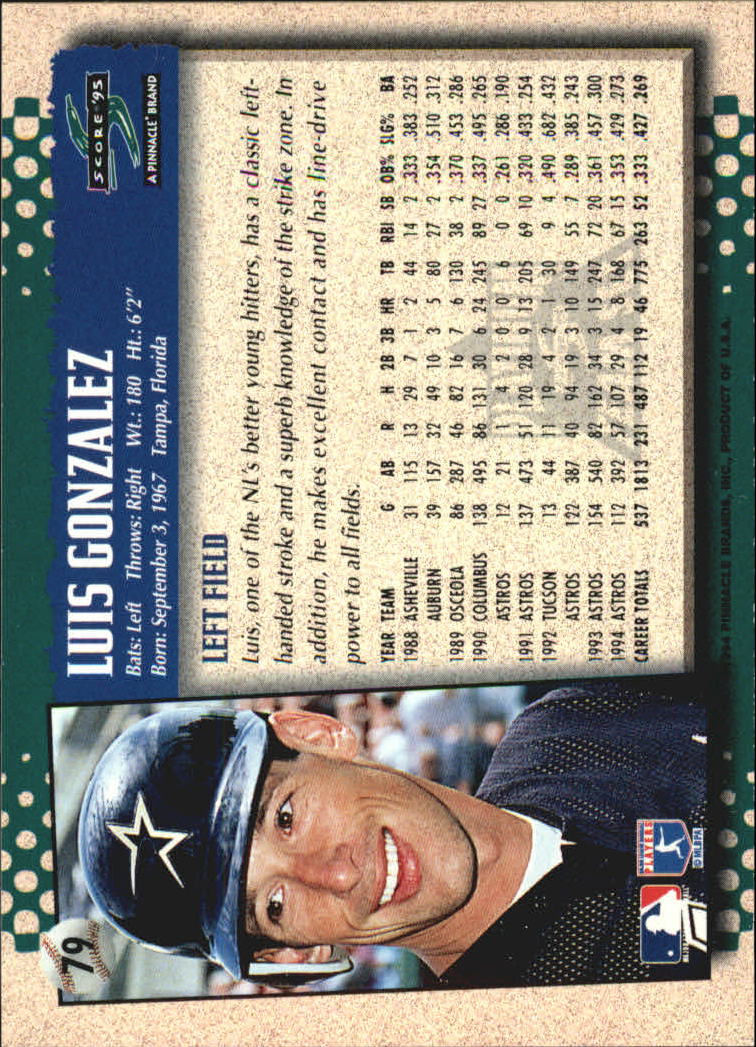 79
LUIS GONZALEZ
Bats: Left Throws: Right Wt.: 180 Ht.: 6'2"
Born: September 3, 1967 Tampa, Florida
SCORE '95
A PINNACLE® BRAND
LEFT FIELD
Luis, one of the NL's better young hitters, has a classic left-
handed stroke and a superb knowledge of the strike zone. In
addition, he makes excellent contact and has line-drive
power to all fields.
YEAR TEAM G AB R H 2B 3B HR TB RBI SB OB% SLG% BA
1988 ASHEVILLE 31 115 13 29 7 1 2 44 14 2 .333 .383 .252
AUBURN 39 157 32 49 10 3 5 80 27 2 .354 .510 .312
1989 OSCEOLA 86 287 46 82 16 7 6 130 38 2 .370 .453 .286
1990 COLUMBUS 138 495 86 131 30 6 24 245 89 27 .337 .495 .265
ASTROS 12 21 1 4 2 0 0 6 0 0 .261 .286 .190
1991 ASTROS 137 473 51 120 28 9 13 205 69 10 .320 .433 .254
1992 TUCSON 13 44 11 19 4 2 1 30 9 4 .490 .682 .432
ASTROS 122 387 40 94 19 3 10 149 55 7 .289 .385 .243
1993 ASTROS 154 540 82 162 34 3 15 247 72 20 .361 .457 .300
1994 ASTROS 112 392 57 107 29 4 8 168 67 15 .353 .429 .273
CAREER TOTALS 537 1813 231 487 112 19 46 775 263 52 .333 .427 .269
PLAYERS
© MLBPA
1994 PINNACLE BRANDS, INC., PRODUCT OF U.S.A.